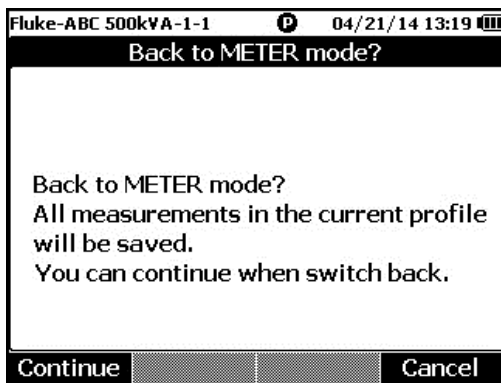 Fluke-ABC 500kVA-1-1 P 04/21/14 13:19
Back to METER mode?
Back to METER mode?
All measurements in the current profile
will be saved.
You can continue when switch back.
Continue Cancel